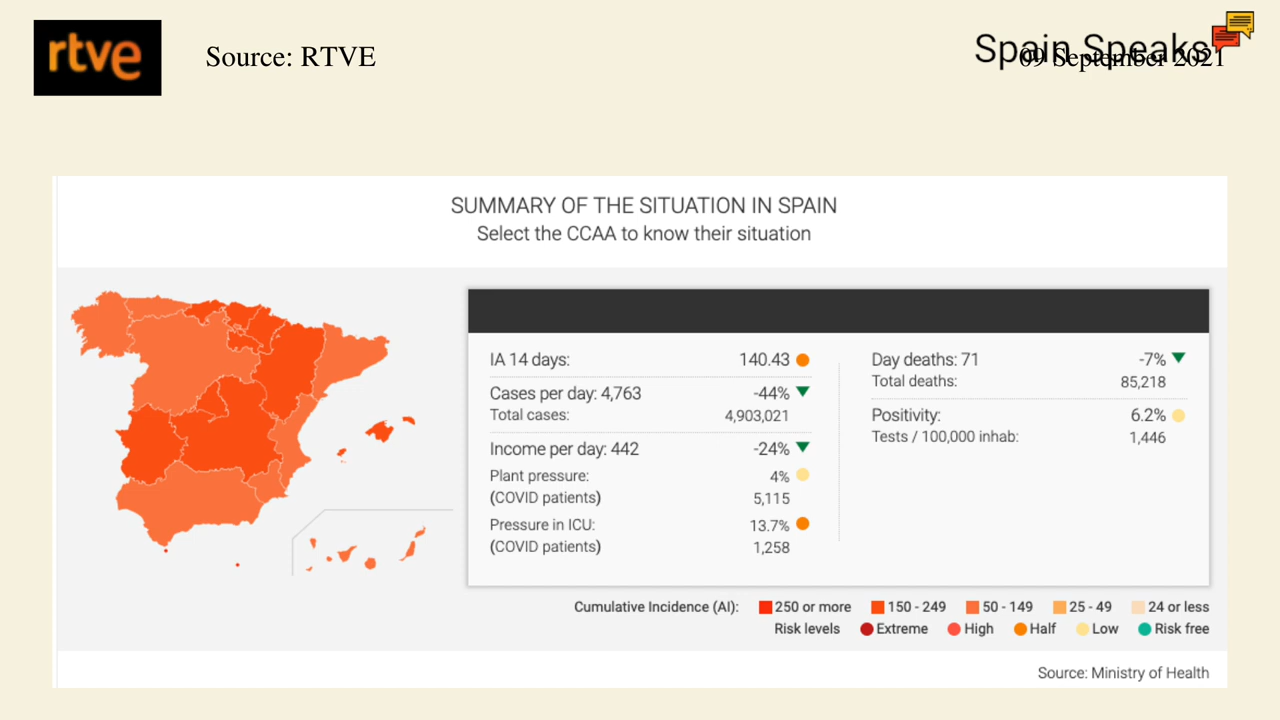 rtve
Source: RTVE
Spain Speaks
09 September 2021
SUMMARY OF THE SITUATION IN SPAIN
Select the CCAA to know their situation
IA 14 days: 140.43
Cases per day: 4,763 -44%
Total cases: 4,903,021
Income per day: 442 -24%
Plant pressure: 4%
(COVID patients) 5,115
Pressure in ICU: 13.7%
(COVID patients) 1,258
Day deaths: 71 -7%
Total deaths: 85,218
Positivity: 6.2%
Tests / 100,000 inhab: 1,446
Cumulative Incidence (AI): 250 or more 150 - 249 50 - 149 25 - 49 24 or less
Risk levels Extreme High Half Low Risk free
Source: Ministry of Health